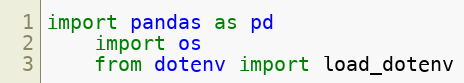 1 import pandas as pd
2     import os
3     from dotenv import load_dotenv